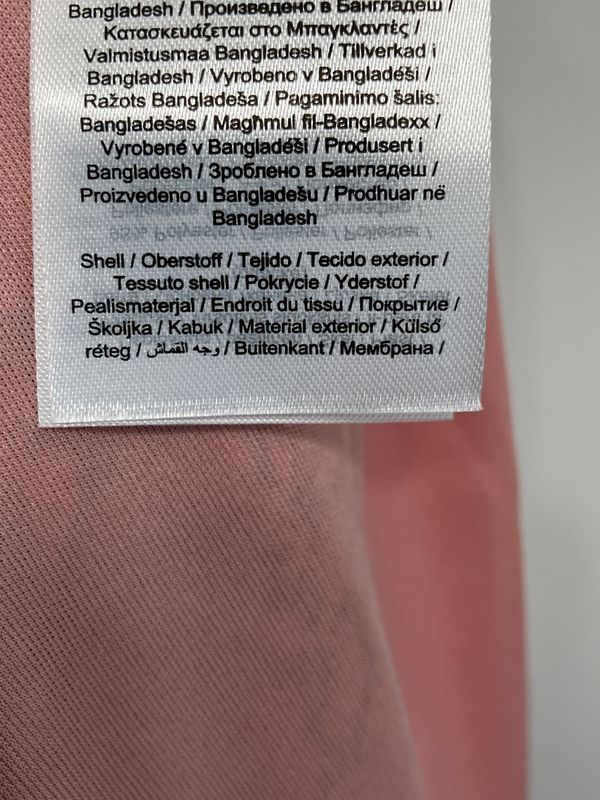 Bangladesh / Произведено в Бангладеш /
Κατασκευάζεται στο Μπαγκλαντές /
Valmistusmaa Bangladesh / Tillverkad i
Bangladesh / Vyrobeno v Bangladéši /
Ražots Bangladeša / Pagaminimo šalis:
Bangladešas / Magħmul fil-Bangladexx /
Vyrobené v Bangladéši / Produsert i
Bangladesh / Зроблено в Бангладеш /
Proizvedeno u Bangladešu / Prodhuar në
Bangladesh
Shell / Oberstoff / Tejido / Tecido exterior /
Tessuto shell / Pokrycie / Yderstof /
Pealismaterjal / Endroit du tissu / Покрытие /
Školjka / Kabuk / Material exterior / Külső
réteg / وجه القماش / Buitenkant / Мембрана /